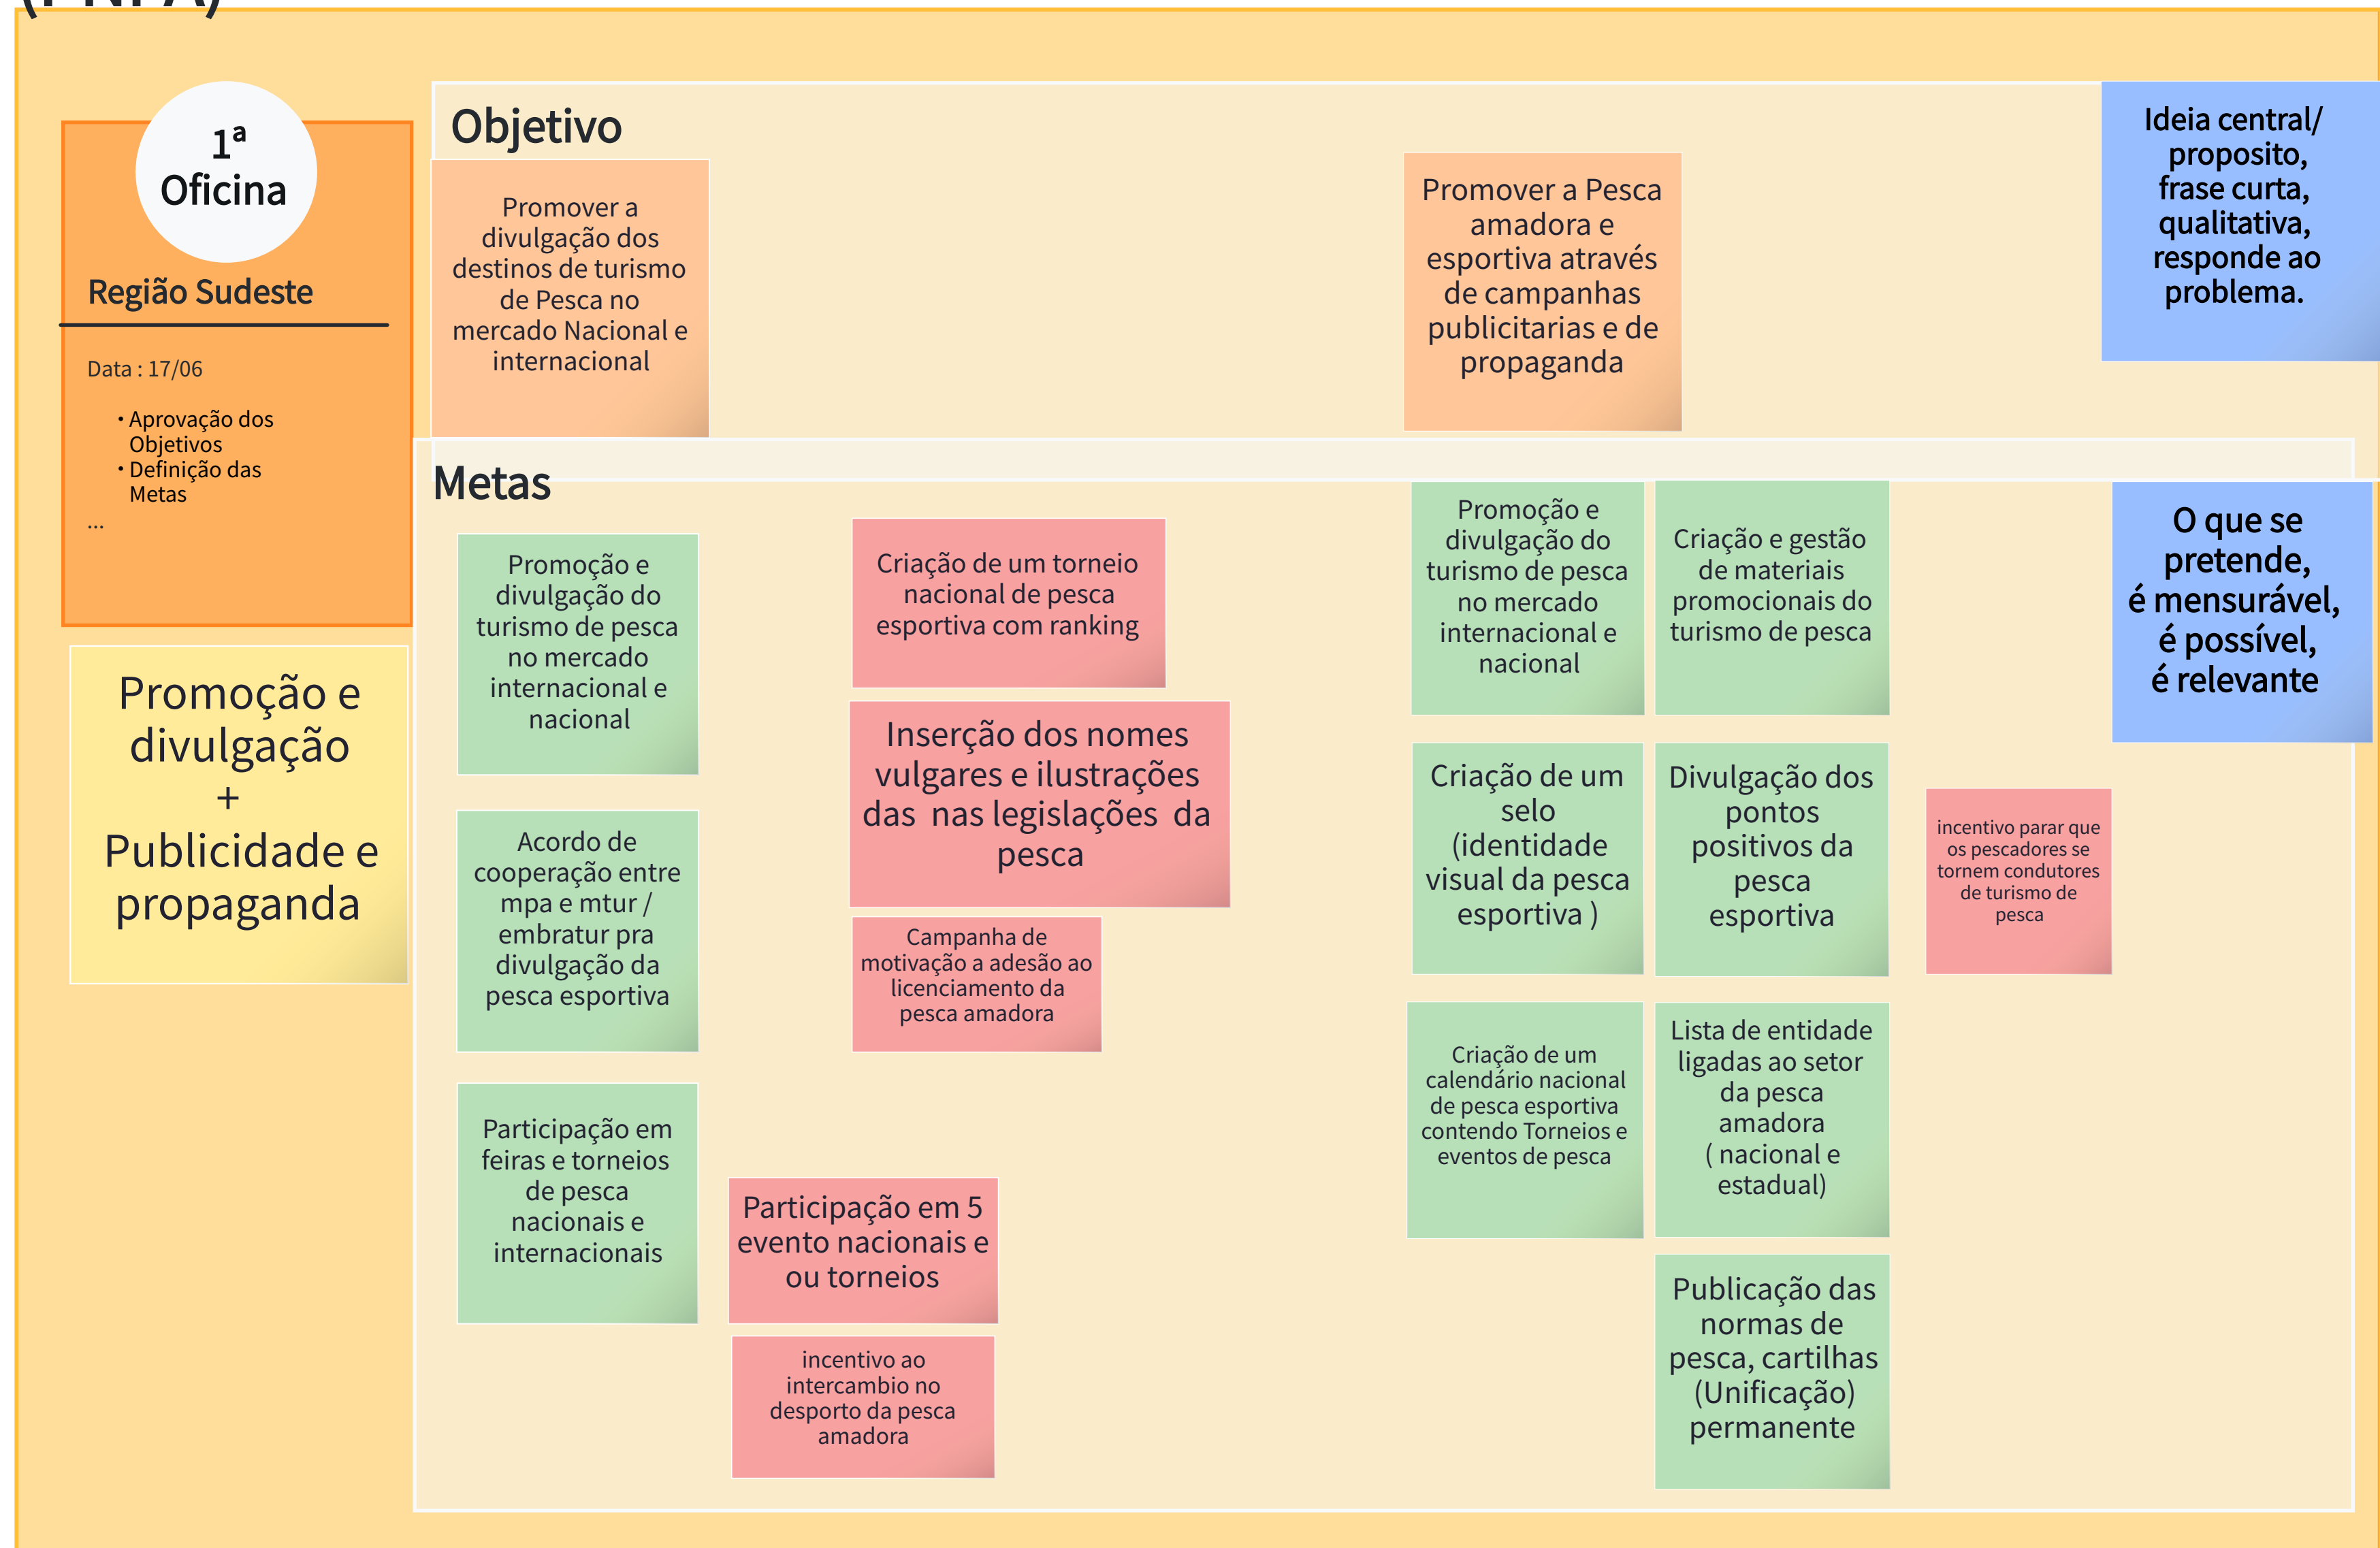 1ª
Oficina
Região Sudeste
Data : 17/06
• Aprovação dos
Objetivos
• Definição das
Metas
...
Promoção e
divulgação
+
Publicidade e
propaganda
Objetivo
Promover a
divulgação dos
destinos de turismo
de Pesca no
mercado Nacional e
internacional
Promover a Pesca
amadora e
esportiva através
de campanhas
publicitarias e de
propaganda
Ideia central/
proposito,
frase curta,
qualitativa,
responde ao
problema.
Metas
Promoção e
divulgação do
turismo de pesca
no mercado
internacional e
nacional
Acordo de
cooperação entre
mpa e mtur /
embratur pra
divulgação da
pesca esportiva
Participação em
feiras e torneios
de pesca
nacionais e
internacionais
Criação de um torneio
nacional de pesca
esportiva com ranking
Inserção dos nomes
vulgares e ilustrações
das  nas legislações  da
pesca
Campanha de
motivação a adesão ao
licenciamento da
pesca amadora
Participação em 5
evento nacionais e
ou torneios
incentivo ao
intercambio no
desporto da pesca
amadora
Promoção e
divulgação do
turismo de pesca
no mercado
internacional e
nacional
Criação e gestão
de materiais
promocionais do
turismo de pesca
Criação de um
selo
(identidade
visual da pesca
esportiva )
Divulgação dos
pontos
positivos da
pesca
esportiva
incentivo parar que
os pescadores se
tornem condutores
de turismo de
pesca
Criação de um
calendário nacional
de pesca esportiva
contendo Torneios e
eventos de pesca
Lista de entidade
ligadas ao setor
da pesca
amadora
( nacional e
estadual)
Publicação das
normas de
pesca, cartilhas
(Unificação)
permanente
O que se
pretende,
é mensurável,
é possível,
é relevante